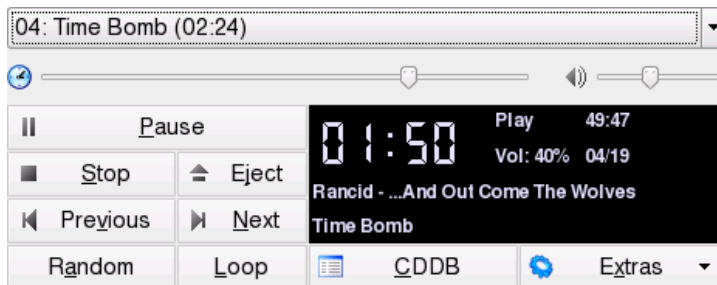 04: Time Bomb (02:24)
Pause
Stop
Eject
Previous
Next
Random
Loop
01:50
Play 49:47
Vol: 40% 04/19
Rancid - ...And Out Come The Wolves
Time Bomb
CDDB
Extras